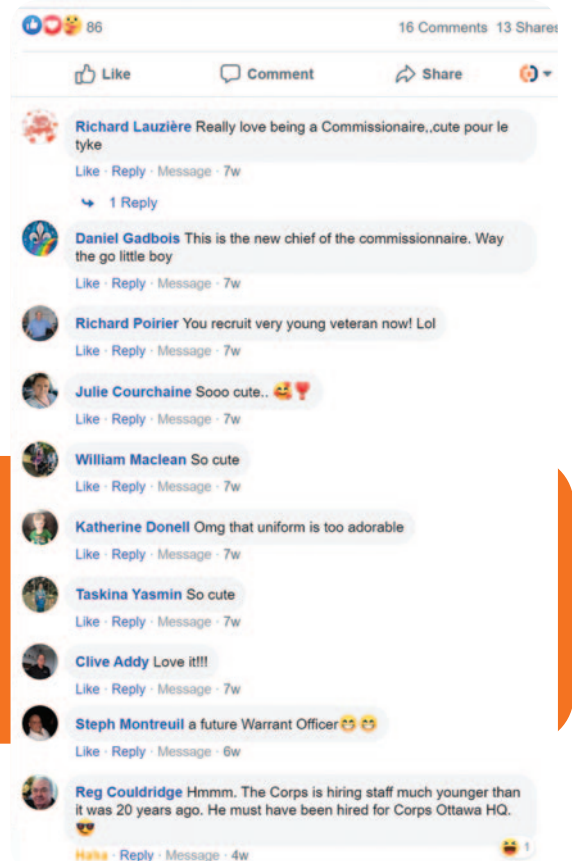 86
16 Comments 13 Shares
Like Comment Share
Richard Lauzière Really love being a Commissionaire,,cute pour le
tyke
Like · Reply · Message · 7w
1 Reply
Daniel Gadbois This is the new chief of the commissionnaire. Way
the go little boy
Like · Reply · Message · 7w
Richard Poirier You recruit very young veteran now! Lol
Like · Reply · Message · 7w
Julie Courchaine Sooo cute.. 🥰❣️
Like · Reply · Message · 7w
William Maclean So cute
Like · Reply · Message · 7w
Katherine Donell Omg that uniform is too adorable
Like · Reply · Message · 7w
Taskina Yasmin So cute
Like · Reply · Message · 7w
Clive Addy Love it!!!
Like · Reply · Message · 7w
Steph Montreuil a future Warrant Officer😁😁
Like · Reply · Message · 6w
Reg Couldridge Hmmm. The Corps is hiring staff much younger than
it was 20 years ago. He must have been hired for Corps Ottawa HQ.
😎
Haha · Reply · Message · 4w
1